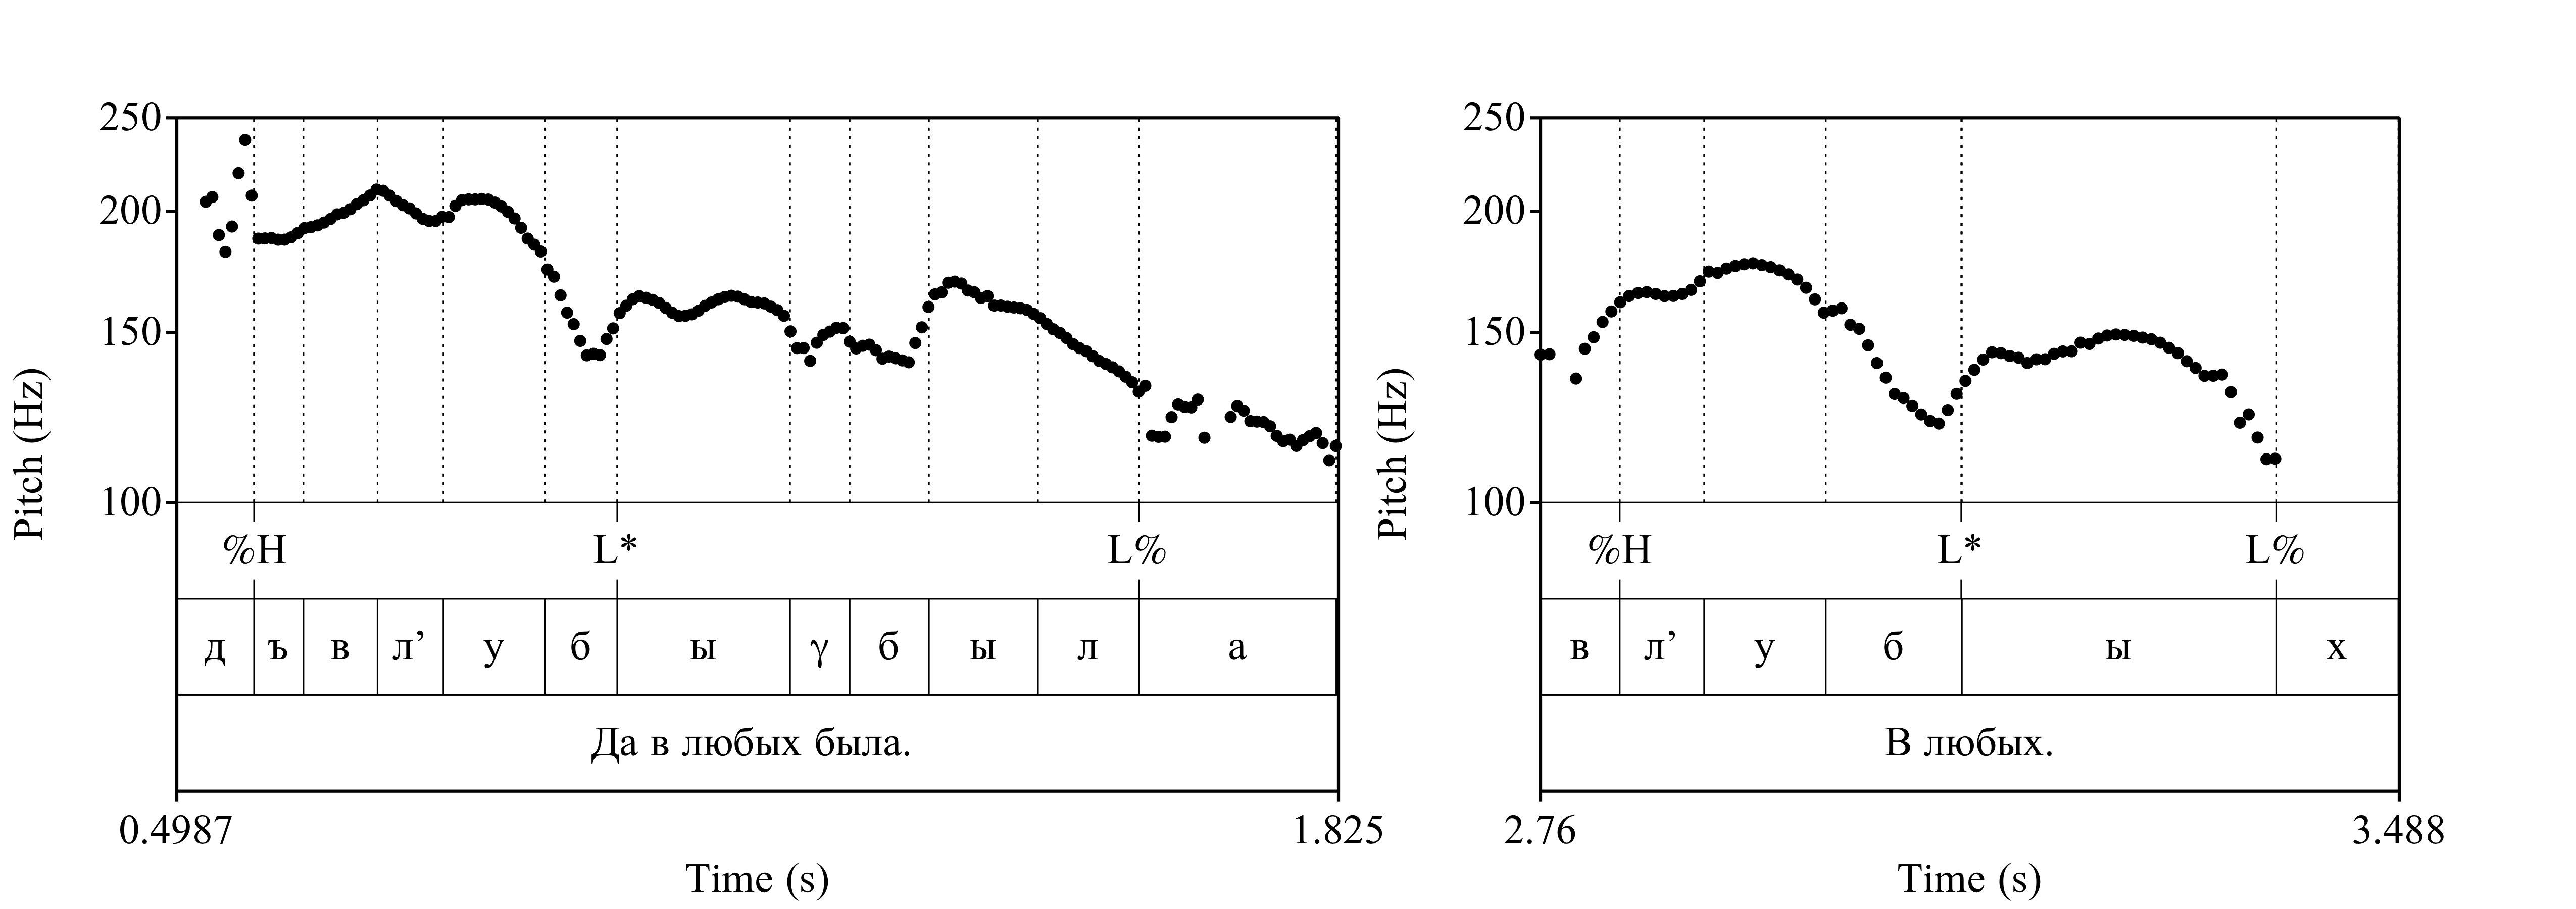 250
200
150
100
Pitch (Hz)
%H L* L%
д ъ в л’ у б ы γ б ы л а
Да в любых была.
0.4987 1.825
Time (s)
250
200
150
100
Pitch (Hz)
%H L* L%
в л’ у б ы х
В любых.
2.76 3.488
Time (s)